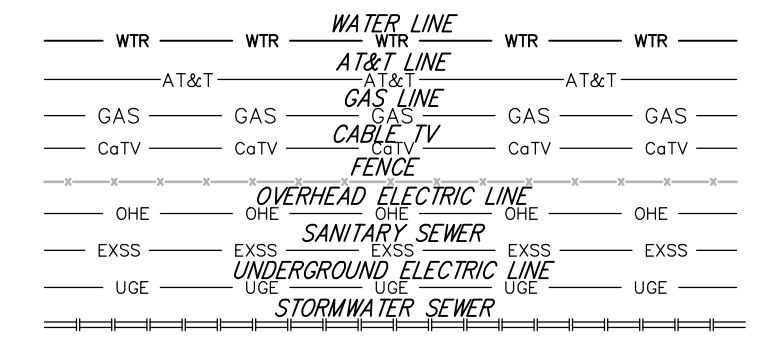 WATER LINE
WTR WTR WTR WTR WTR
AT&T LINE
AT&T AT&T AT&T
GAS LINE
GAS GAS GAS GAS GAS
CABLE TV
CaTV CaTV CaTV CaTV CaTV
FENCE
x x x x x x x x x x x x x x x
OVERHEAD ELECTRIC LINE
OHE OHE OHE OHE OHE
SANITARY SEWER
EXSS EXSS EXSS EXSS EXSS
UNDERGROUND ELECTRIC LINE
UGE UGE UGE UGE UGE
STORMWATER SEWER